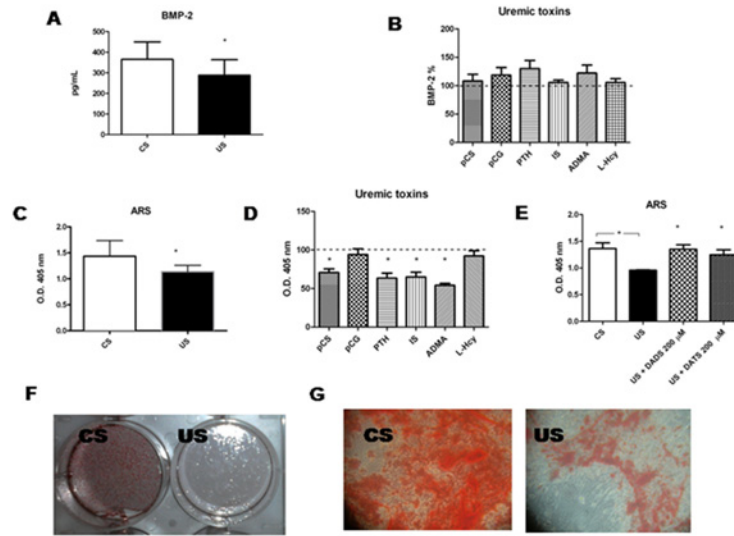 A
BMP-2
pg/mL
500
400
300
200
100
0
*
CS
US
B
Uremic toxins
BMP-2 %
200
150
100
50
0
pCS
pCG
PTH
IS
ADMA
L-Hcy
C
ARS
O.D. 405 nm
2.0
1.5
1.0
0.5
0.0
*
CS
US
D
Uremic toxins
O.D. 405 nm
150
100
50
0
* * * *
pCS
pCG
PTH
IS
ADMA
L-Hcy
E
ARS
O.D. 405 nm
2.0
1.5
1.0
0.5
0.0
* * *
CS
US
US + DADS 200 μM
US + DATS 200 μM
F
CS US
G
CS
US